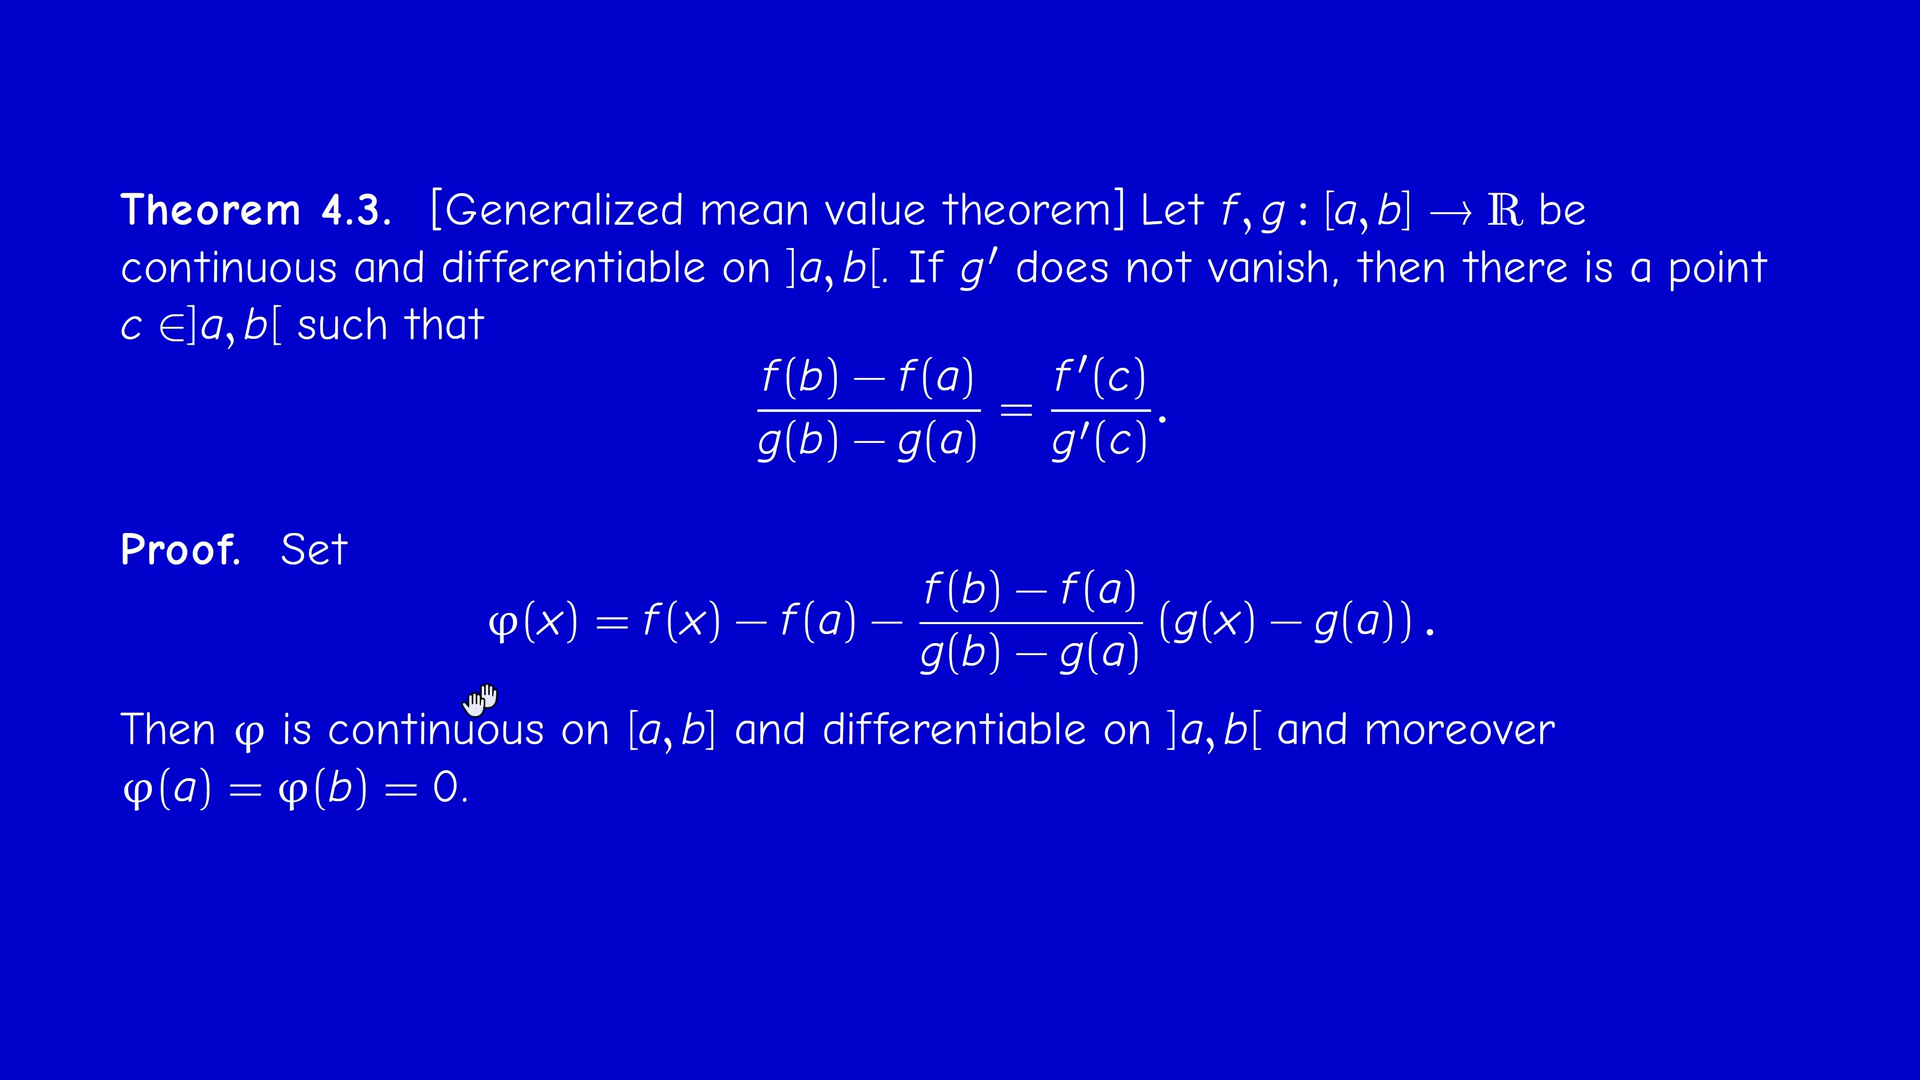 Theorem 4.3. [Generalized mean value theorem] Let f, g : [a, b] → ℝ be
continuous and differentiable on ]a, b[. If g′ does not vanish, then there is a point
c ∈]a, b[ such that
f(b) − f(a) / g(b) − g(a) = f′(c) / g′(c).
Proof. Set
φ(x) = f(x) − f(a) − f(b) − f(a) / g(b) − g(a) (g(x) − g(a)).
Then φ is continuous on [a, b] and differentiable on ]a, b[ and moreover
φ(a) = φ(b) = 0.